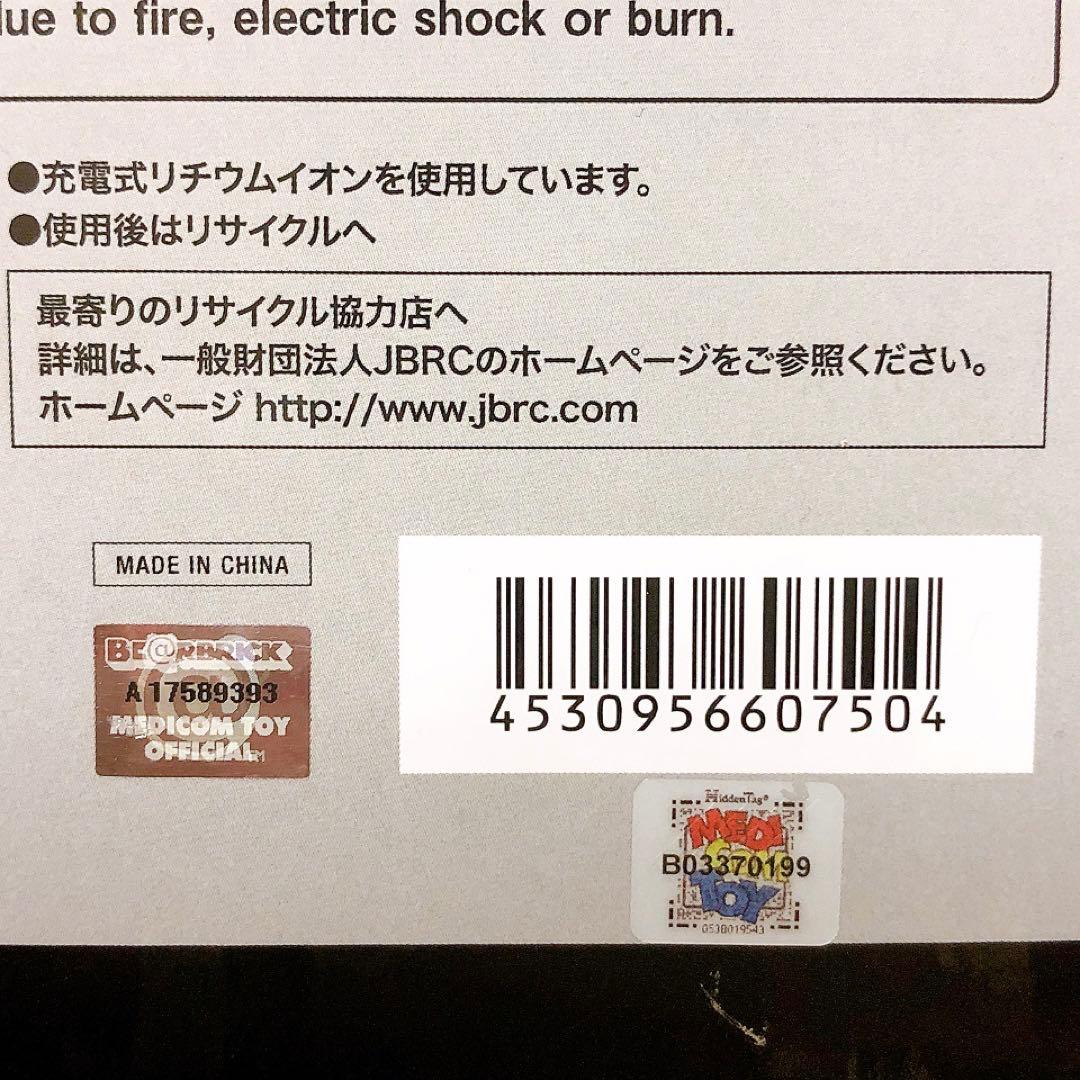 due to fire, electric shock or burn.
●充電式リチウムイオンを使用しています。
●使用後はリサイクルへ
最寄りのリサイクル協力店へ
詳細は、一般財団法人JBRCのホームページをご参照ください。
ホームページ http://www.jbrc.com
MADE IN CHINA
BE@RBRICK
A 17589393
MEDICOM TOY
OFFICIAL
4530956607504
HiddenTag®
MEDI
COM
B03370199
TOY
0538019543